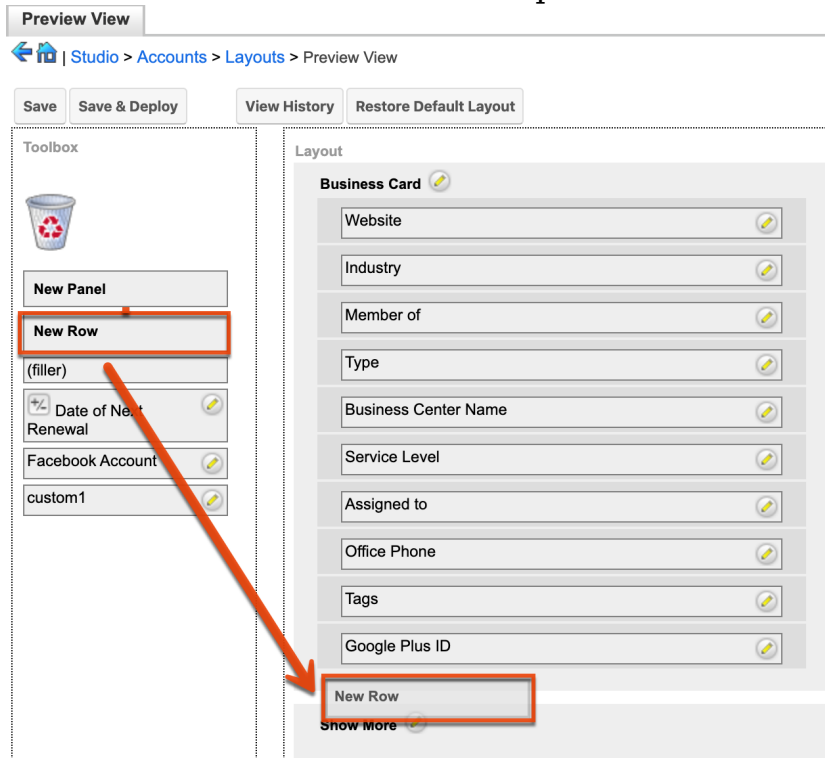 Preview View
| Studio > Accounts > Layouts > Preview View
Save Save & Deploy View History Restore Default Layout
Toolbox
New Panel
New Row
(filler)
+/- Date of Next
Renewal
Facebook Account
custom1
Layout
Business Card
Website
Industry
Member of
Type
Business Center Name
Service Level
Assigned to
Office Phone
Tags
Google Plus ID
New Row
Show More